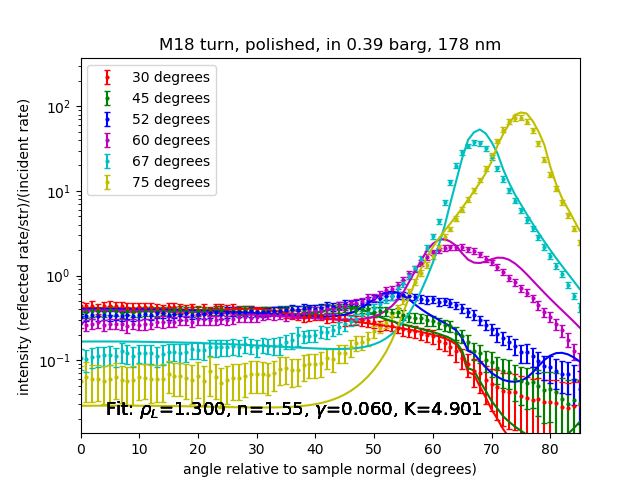 M18 turn, polished, in 0.39 barg, 178 nm
intensity (reflected rate/str)/(incident rate)
10²
10¹
10⁰
10⁻¹
30 degrees
45 degrees
52 degrees
60 degrees
67 degrees
75 degrees
Fit: ρ_L=1.300, n=1.55, γ=0.060, K=4.901
0 10 20 30 40 50 60 70 80
angle relative to sample normal (degrees)